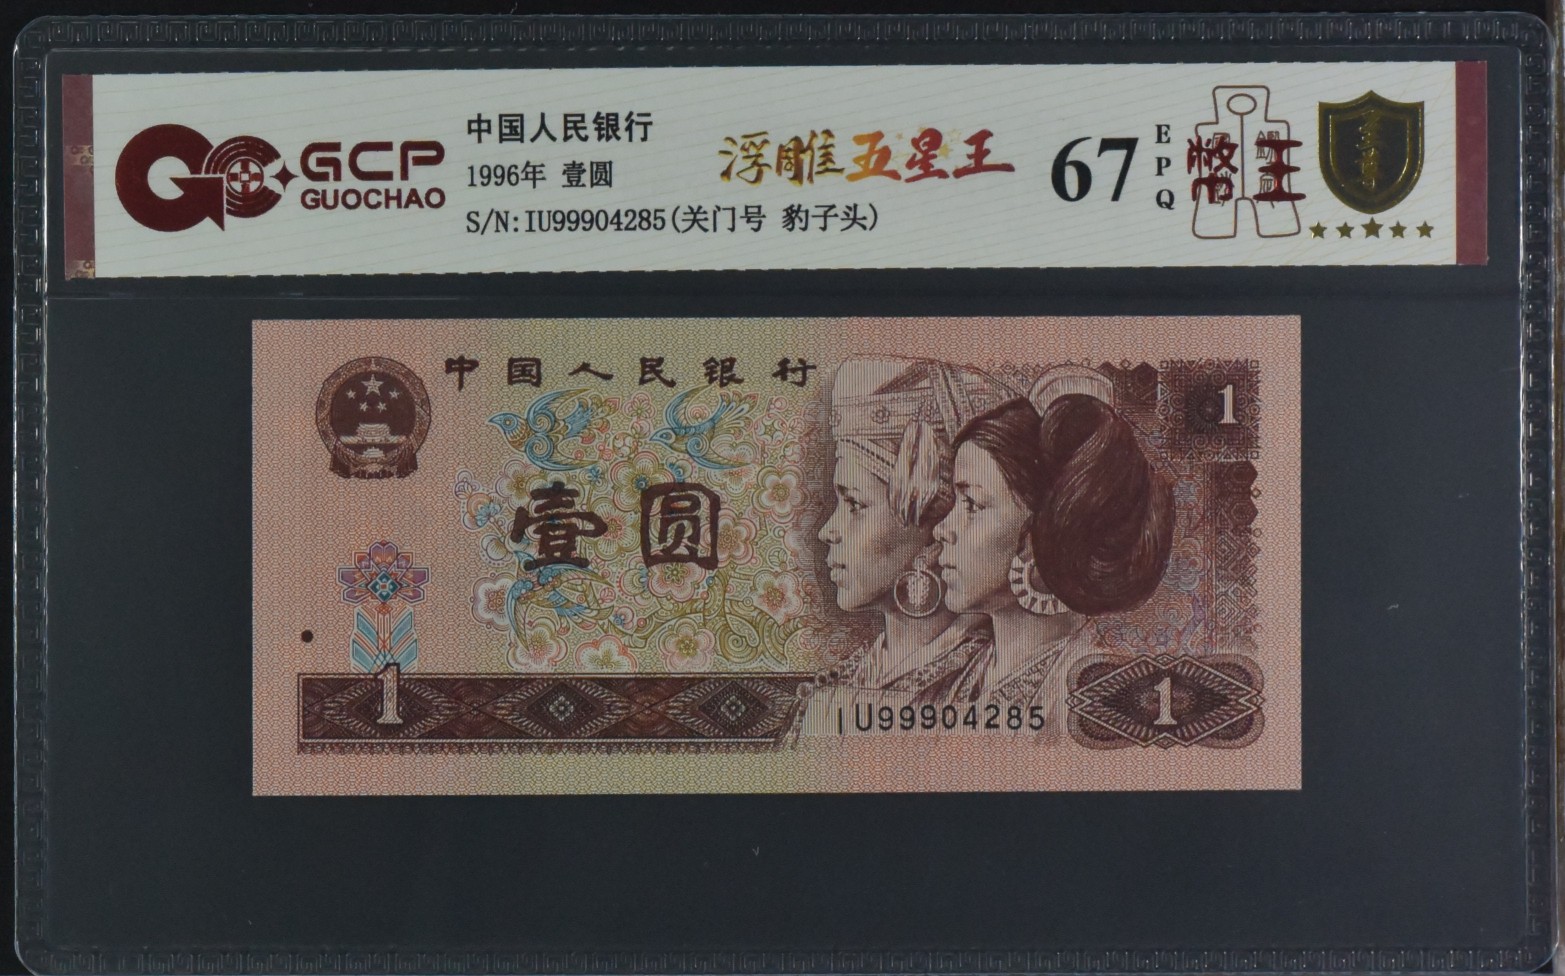 GCP
GUOCHAO
中国人民银行
1996年 壹圆
S/N:IU99904285(关门号 豹子头)
浮雕五星王
67
EPQ
中国人民银行
壹圆
1
1
1
IU99904285